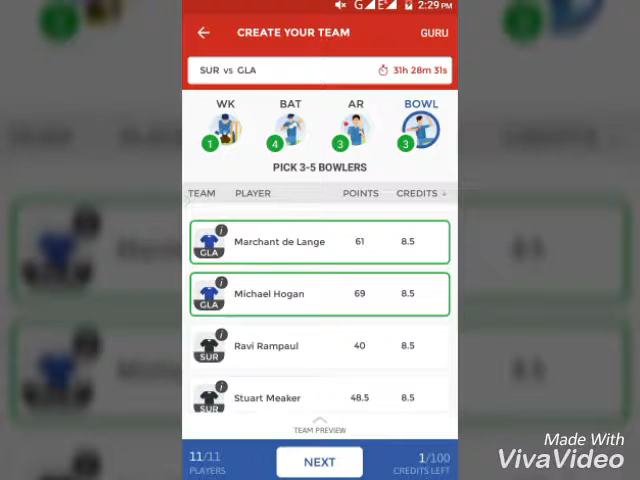 G E 2:29 PM
CREATE YOUR TEAM GURU
SUR vs GLA 31h 28m 31s
WK BAT AR BOWL
1 4 3 3
PICK 3-5 BOWLERS
TEAM PLAYER POINTS CREDITS
GLA Marchant de Lange 61 8.5
GLA Michael Hogan 69 8.5
SUR Ravi Rampaul 40 8.5
SUR Stuart Meaker 48.5 8.5
TEAM PREVIEW
11/11 PLAYERS NEXT 1/100 CREDITS LEFT
Made With
VivaVideo